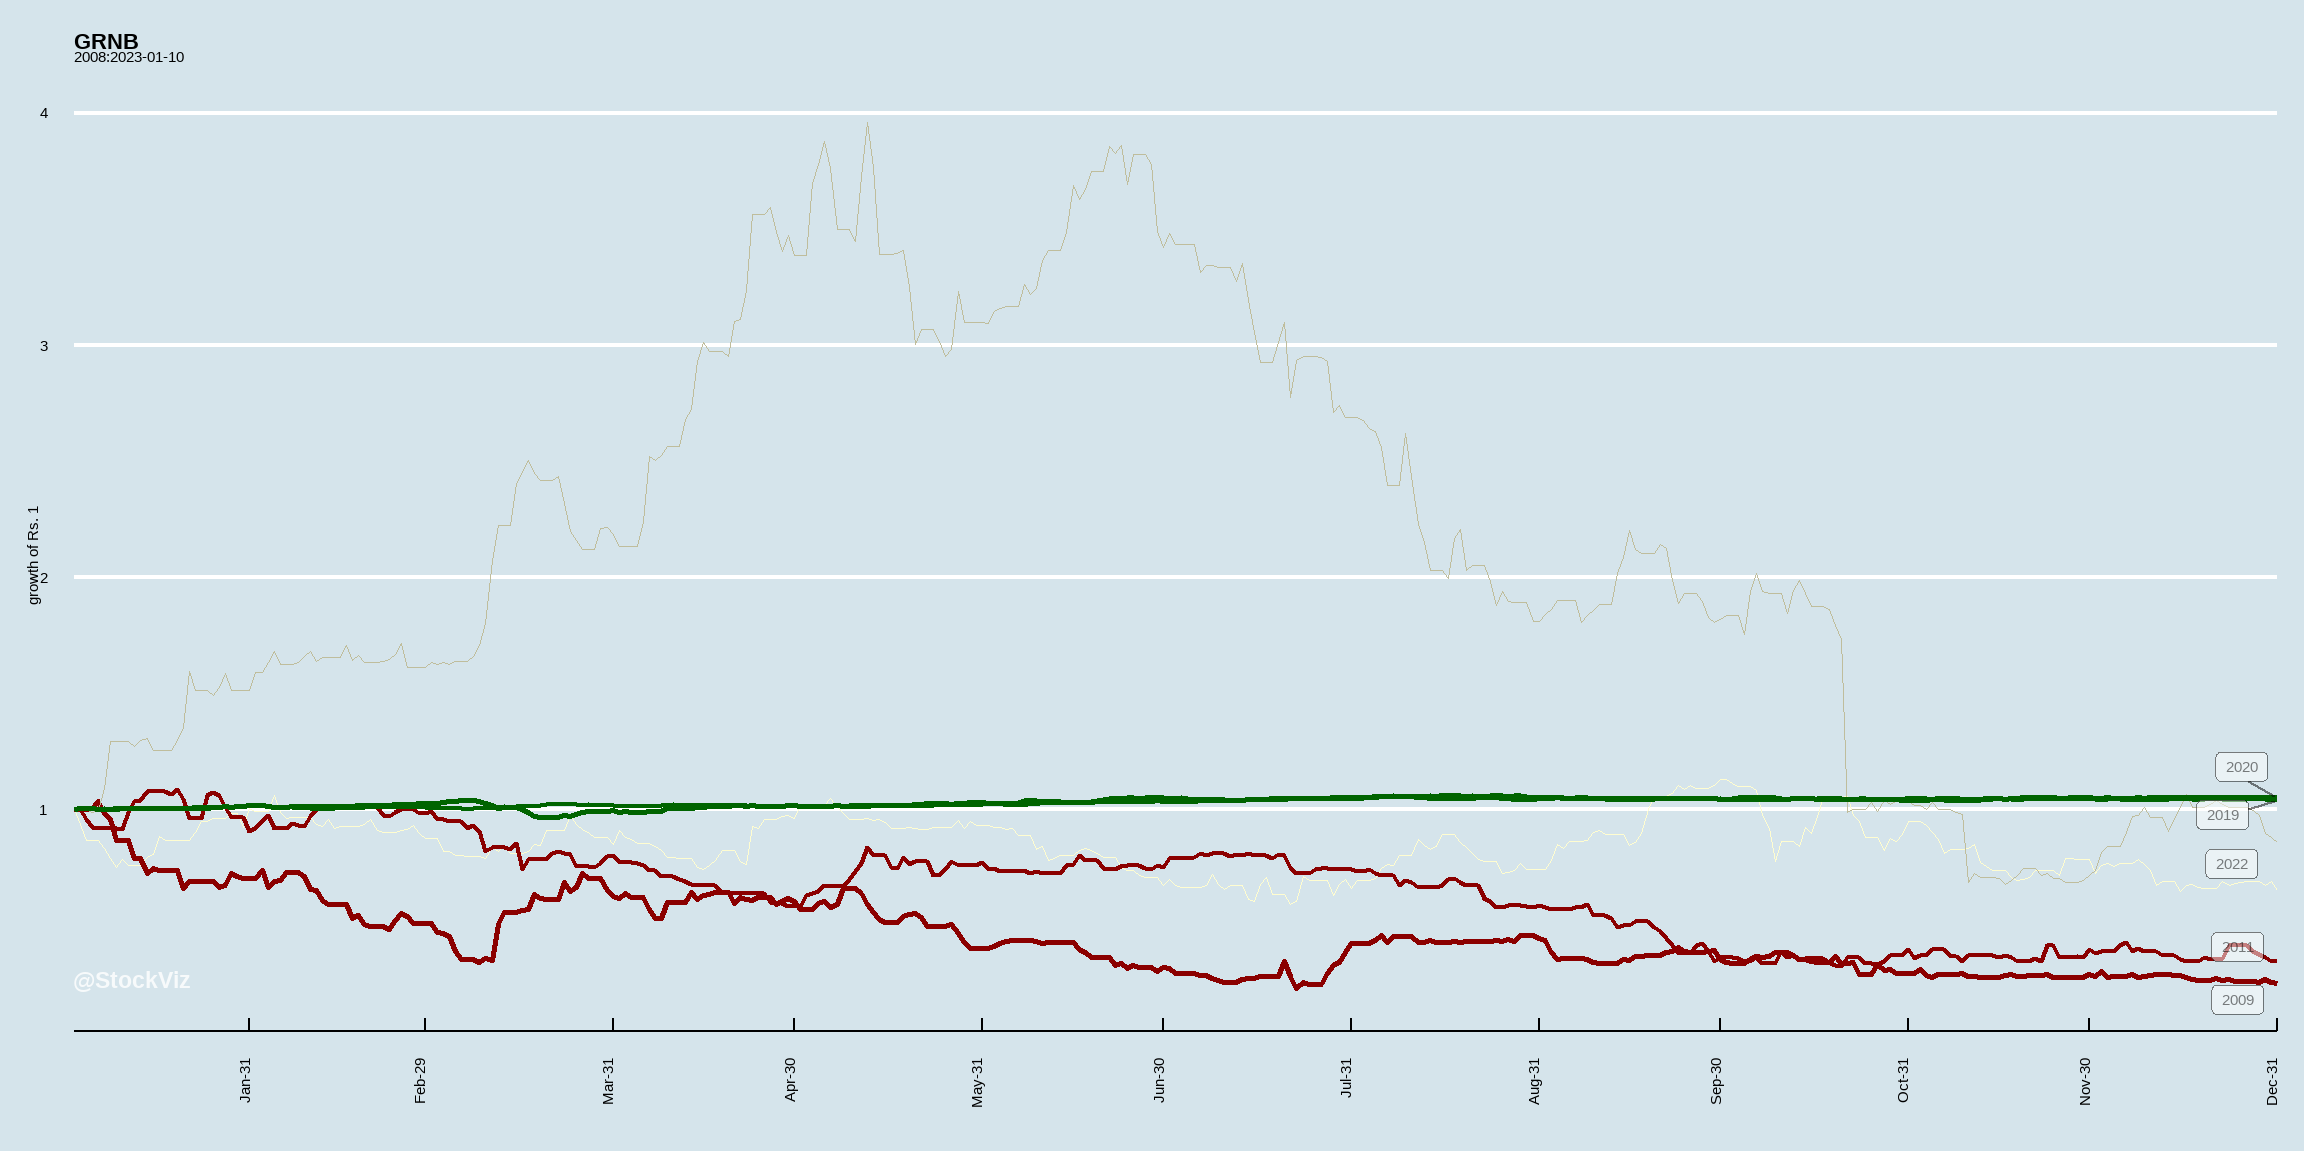 GRNB
2008:2023-01-10
4
3
2
1
growth of Rs. 1
2020
2019
2022
2011
2009
@StockViz
Jan-31
Feb-29
Mar-31
Apr-30
May-31
Jun-30
Jul-31
Aug-31
Sep-30
Oct-31
Nov-30
Dec-31